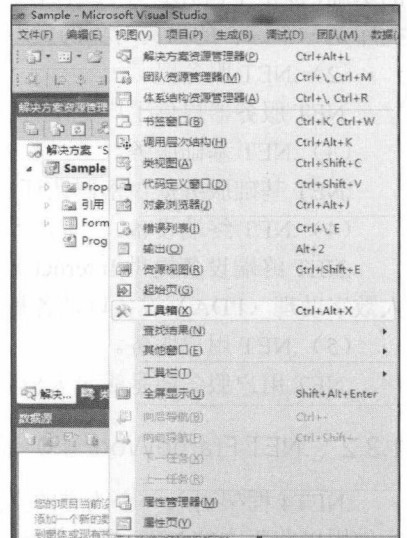 Sample - Microsoft Visual Studio
文件(F) 编辑(E) 视图(V) 项目(P) 生成(B) 调试(D) 团队(M) 数据(
解决方案资源管理器(P) Ctrl+Alt+L
团队资源管理器(M) Ctrl+\, Ctrl+M
体系结构资源管理器(A) Ctrl+\, Ctrl+R
书签窗口(B) Ctrl+K, Ctrl+W
调用层次结构(H) Ctrl+Alt+K
类视图(A) Ctrl+Shift+C
代码定义窗口(D) Ctrl+Shift+V
对象浏览器(J) Ctrl+Alt+J
错误列表(I) Ctrl+\, E
输出(O) Alt+2
资源视图(R) Ctrl+Shift+E
起始页(G)
工具箱(X) Ctrl+Alt+X
查找结果(N)
其他窗口(E)
工具栏(T)
全屏显示(U) Shift+Alt+Enter
向后导航(B) Ctrl+-
向前导航(F) Ctrl+Shift+-
下一任务(X)
上一任务(R)
属性管理器(M)
属性页(Y)
解决方案资源管理
解决方案 "S
Sample
Prop
引用
Form
Prog
解决...
类
数据源
您的项目当前没
添加一个新的数